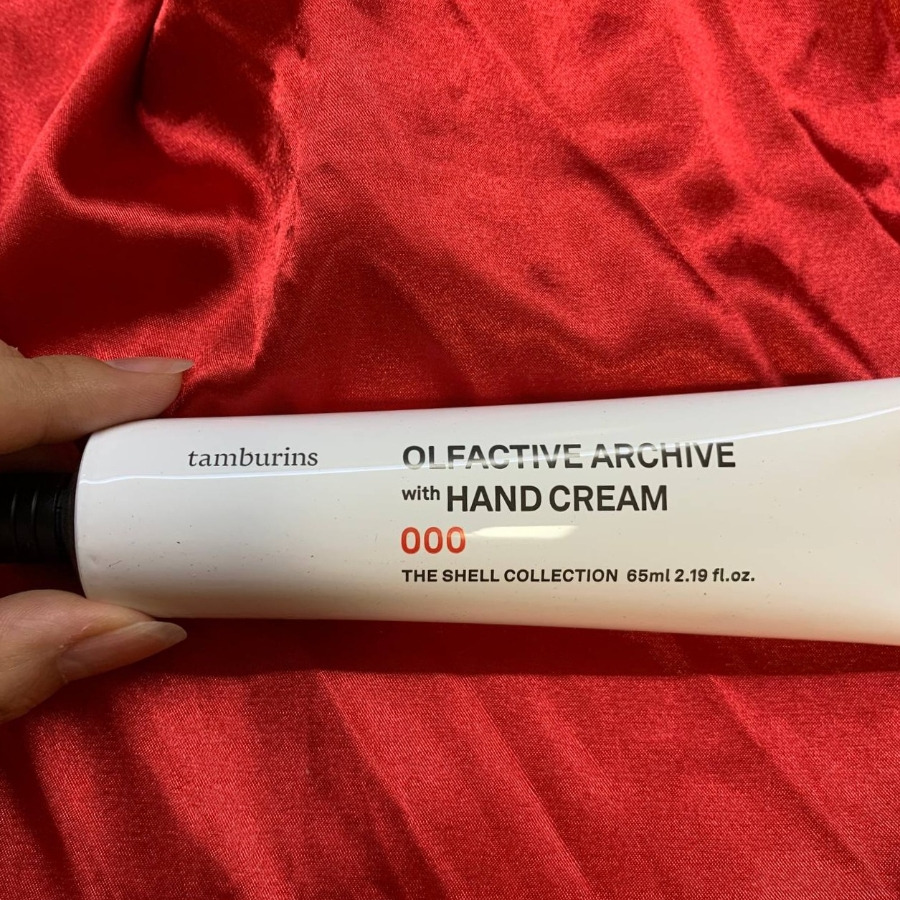 tamburins
OLFACTIVE ARCHIVE
with HAND CREAM
000
THE SHELL COLLECTION 65ml 2.19 fl.oz.